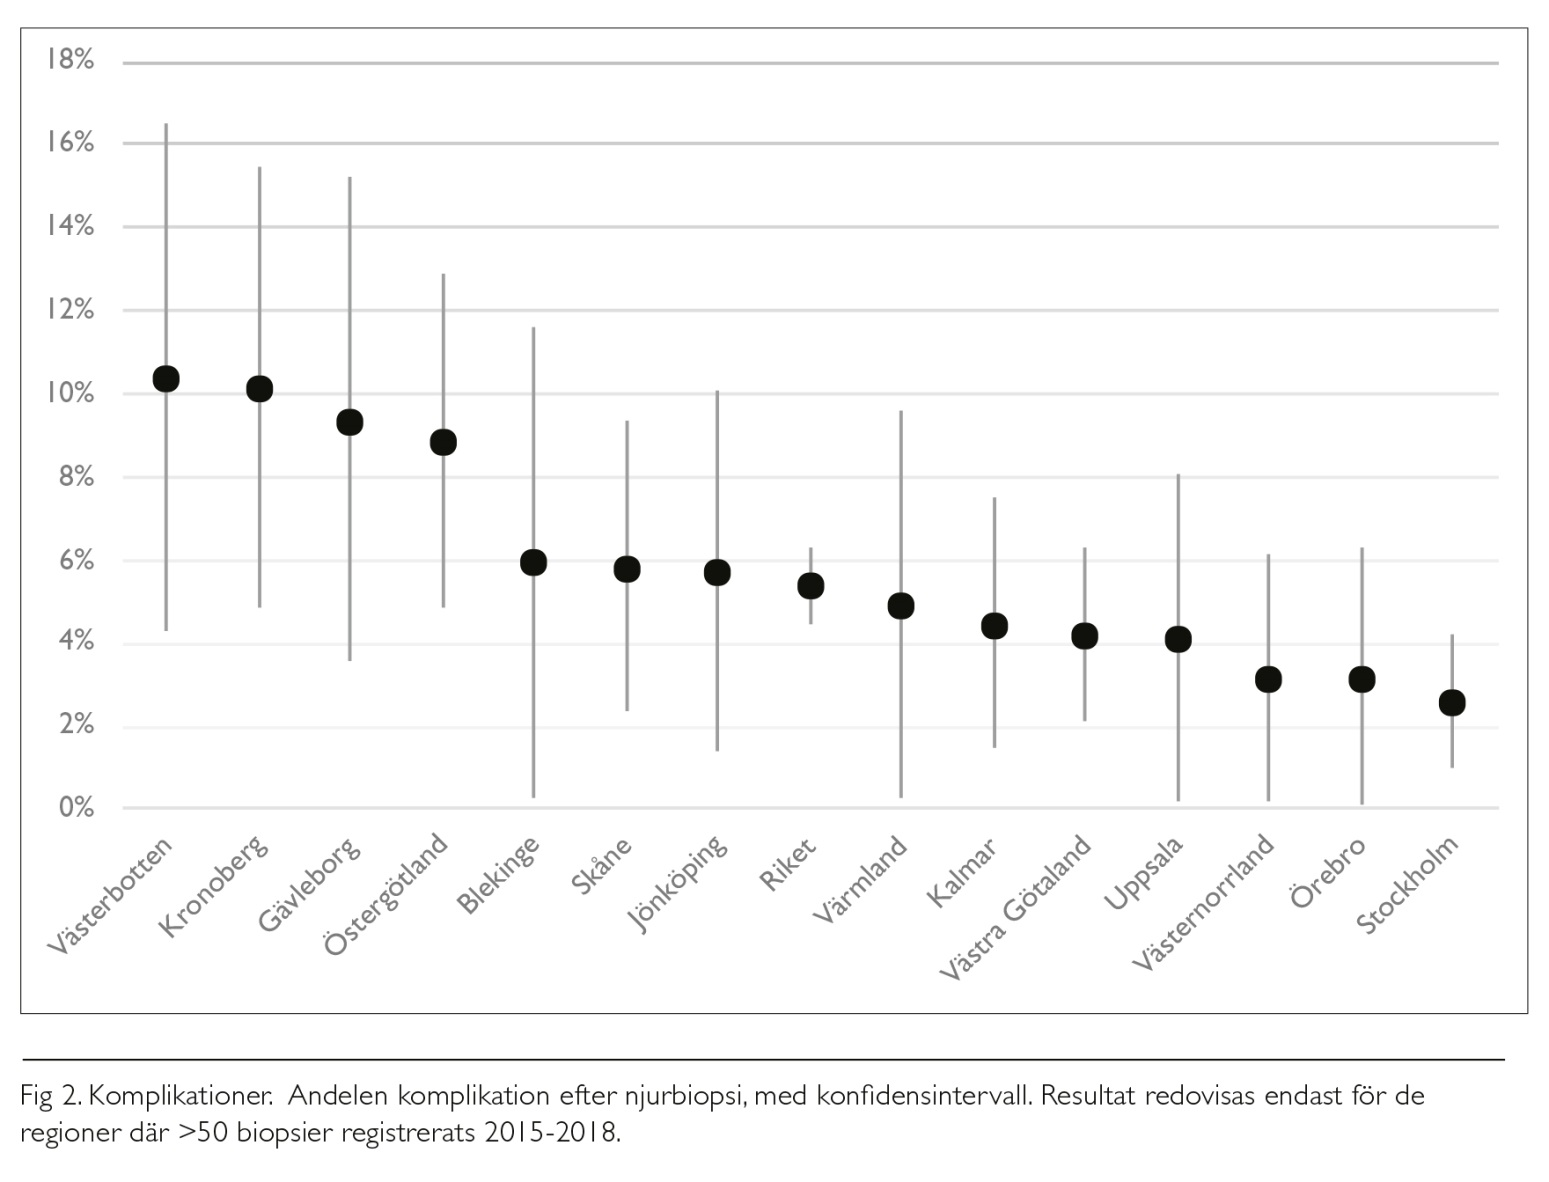 18%
16%
14%
12%
10%
8%
6%
4%
2%
0%
Västerbotten
Kronoberg
Gävleborg
Östergötland
Blekinge
Skåne
Jönköping
Riket
Värmland
Kalmar
Västra Götaland
Uppsala
Västernorrland
Örebro
Stockholm
Fig 2. Komplikationer.  Andelen komplikation efter njurbiopsi, med konfidensintervall. Resultat redovisas endast för de
regioner där >50 biopsier registrerats 2015-2018.